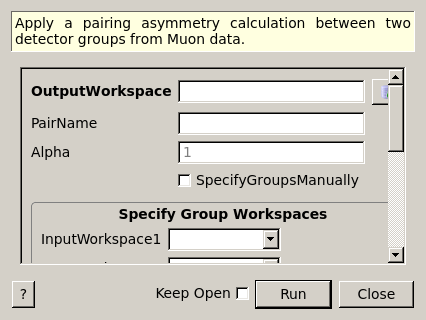 Apply a pairing asymmetry calculation between two
detector groups from Muon data.
OutputWorkspace
PairName
Alpha 1
SpecifyGroupsManually
Specify Group Workspaces
InputWorkspace1
? Keep Open Run Close